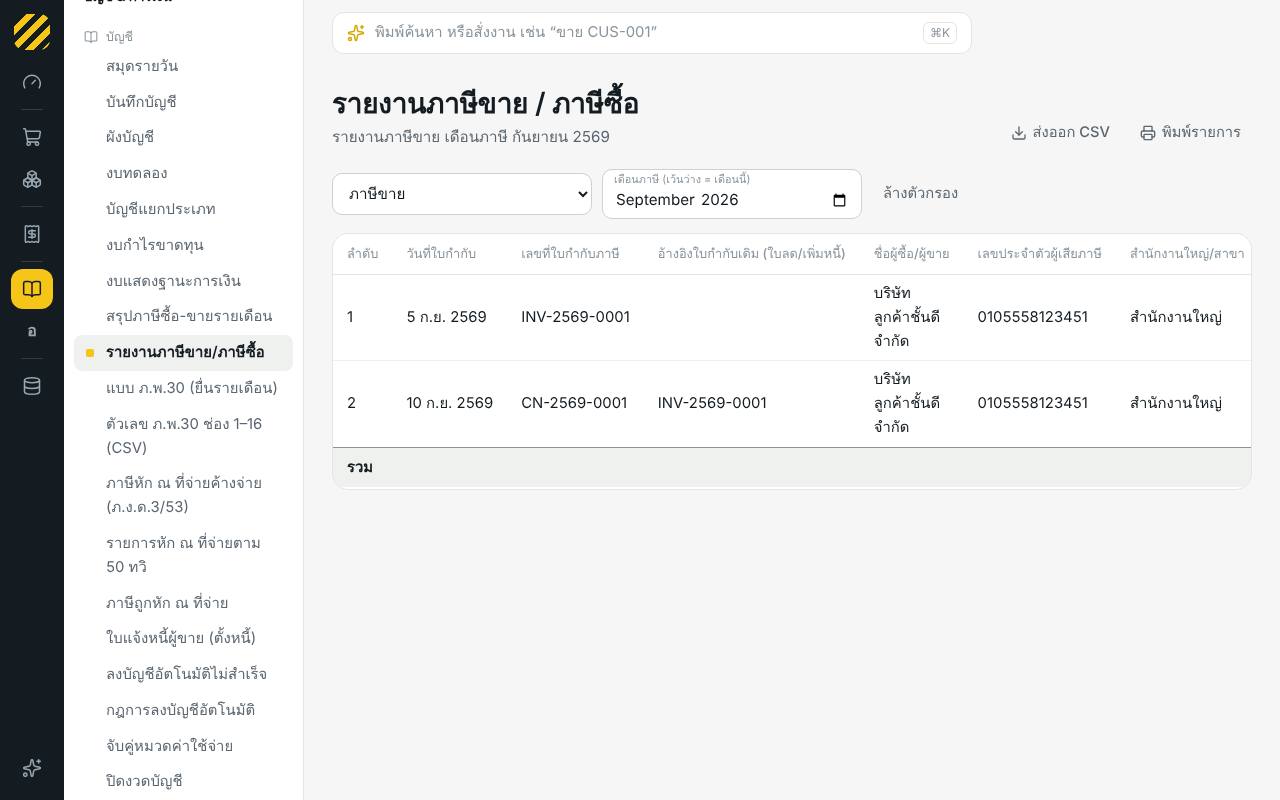 บัญชี
สมุดรายวัน
บันทึกบัญชี
ผังบัญชี
งบทดลอง
บัญชีแยกประเภท
งบกำไรขาดทุน
งบแสดงฐานะการเงิน
สรุปภาษีซื้อ-ขายรายเดือน
รายงานภาษีขาย/ภาษีซื้อ
แบบ ภ.พ.30 (ยื่นรายเดือน)
ตัวเลข ภ.พ.30 ช่อง 1–16
(CSV)
ภาษีหัก ณ ที่จ่ายค้างจ่าย
(ภ.ง.ด.3/53)
รายการหัก ณ ที่จ่ายตาม
50 ทวิ
ภาษีถูกหัก ณ ที่จ่าย
ใบแจ้งหนี้ผู้ขาย (ตั้งหนี้)
ลงบัญชีอัตโนมัติไม่สำเร็จ
กฎการลงบัญชีอัตโนมัติ
จับคู่หมวดค่าใช้จ่าย
ปิดงวดบัญชี
อ
พิมพ์ค้นหา หรือสั่งงาน เช่น “ขาย CUS-001”
⌘K
รายงานภาษีขาย / ภาษีซื้อ
รายงานภาษีขาย เดือนภาษี กันยายน 2569
ส่งออก CSV
พิมพ์รายการ
ภาษีขาย
เดือนภาษี (เว้นว่าง = เดือนนี้)
September 2026
ล้างตัวกรอง
ลำดับ วันที่ใบกำกับ เลขที่ใบกำกับภาษี อ้างอิงใบกำกับเดิม (ใบลด/เพิ่มหนี้) ชื่อผู้ซื้อ/ผู้ขาย เลขประจำตัวผู้เสียภาษี สำนักงานใหญ่/สาขา
1 5 ก.ย. 2569 INV-2569-0001 บริษัท ลูกค้าชั้นดี จำกัด 0105558123451 สำนักงานใหญ่
2 10 ก.ย. 2569 CN-2569-0001 INV-2569-0001 บริษัท ลูกค้าชั้นดี จำกัด 0105558123451 สำนักงานใหญ่
รวม